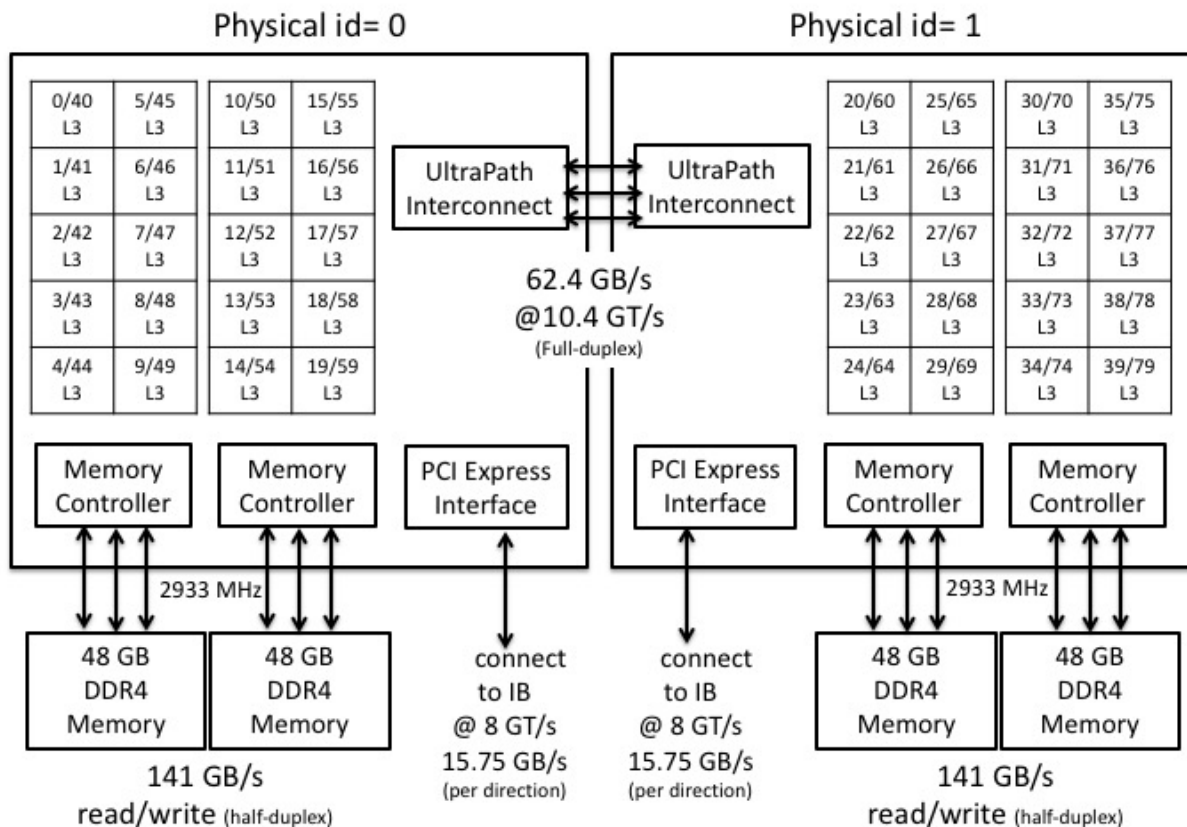 Physical id= 0
Physical id= 1
0/40 5/45 10/50 15/55
L3 L3 L3 L3
1/41 6/46 11/51 16/56
L3 L3 L3 L3
2/42 7/47 12/52 17/57
L3 L3 L3 L3
3/43 8/48 13/53 18/58
L3 L3 L3 L3
4/44 9/49 14/54 19/59
L3 L3 L3 L3
UltraPath
Interconnect
UltraPath
Interconnect
62.4 GB/s
@10.4 GT/s
(Full-duplex)
20/60 25/65 30/70 35/75
L3 L3 L3 L3
21/61 26/66 31/71 36/76
L3 L3 L3 L3
22/62 27/67 32/72 37/77
L3 L3 L3 L3
23/63 28/68 33/73 38/78
L3 L3 L3 L3
24/64 29/69 34/74 39/79
L3 L3 L3 L3
Memory
Controller
Memory
Controller
PCI Express
Interface
PCI Express
Interface
Memory
Controller
Memory
Controller
2933 MHz
2933 MHz
48 GB
DDR4
Memory
48 GB
DDR4
Memory
141 GB/s
read/write (half-duplex)
connect
to IB
@ 8 GT/s
15.75 GB/s
(per direction)
connect
to IB
@ 8 GT/s
15.75 GB/s
(per direction)
48 GB
DDR4
Memory
48 GB
DDR4
Memory
141 GB/s
read/write (half-duplex)